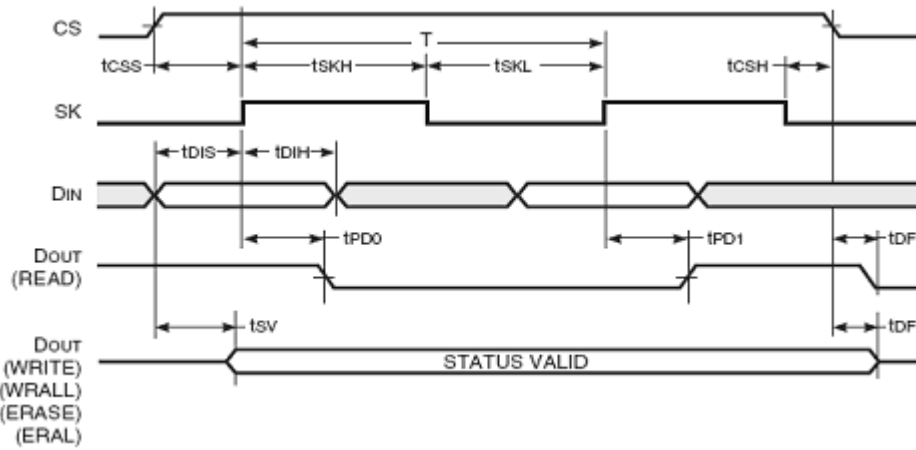 CS
T
tCSS
tSKH
tSKL
tCSH
SK
tDIS
tDIH
DIN
tPD0
tPD1
tDF
DOUT
(READ)
tSV
tDF
DOUT
(WRITE)
(WRALL)
(ERASE)
(ERAL)
STATUS VALID